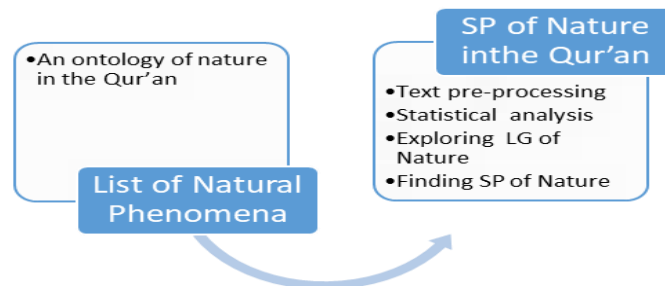 •An ontology of nature
in the Qur’an
List of Natural
Phenomena
SP of Nature
inthe Qur’an
•Text pre-processing
•Statistical analysis
•Exploring LG of
Nature
•Finding SP of Nature